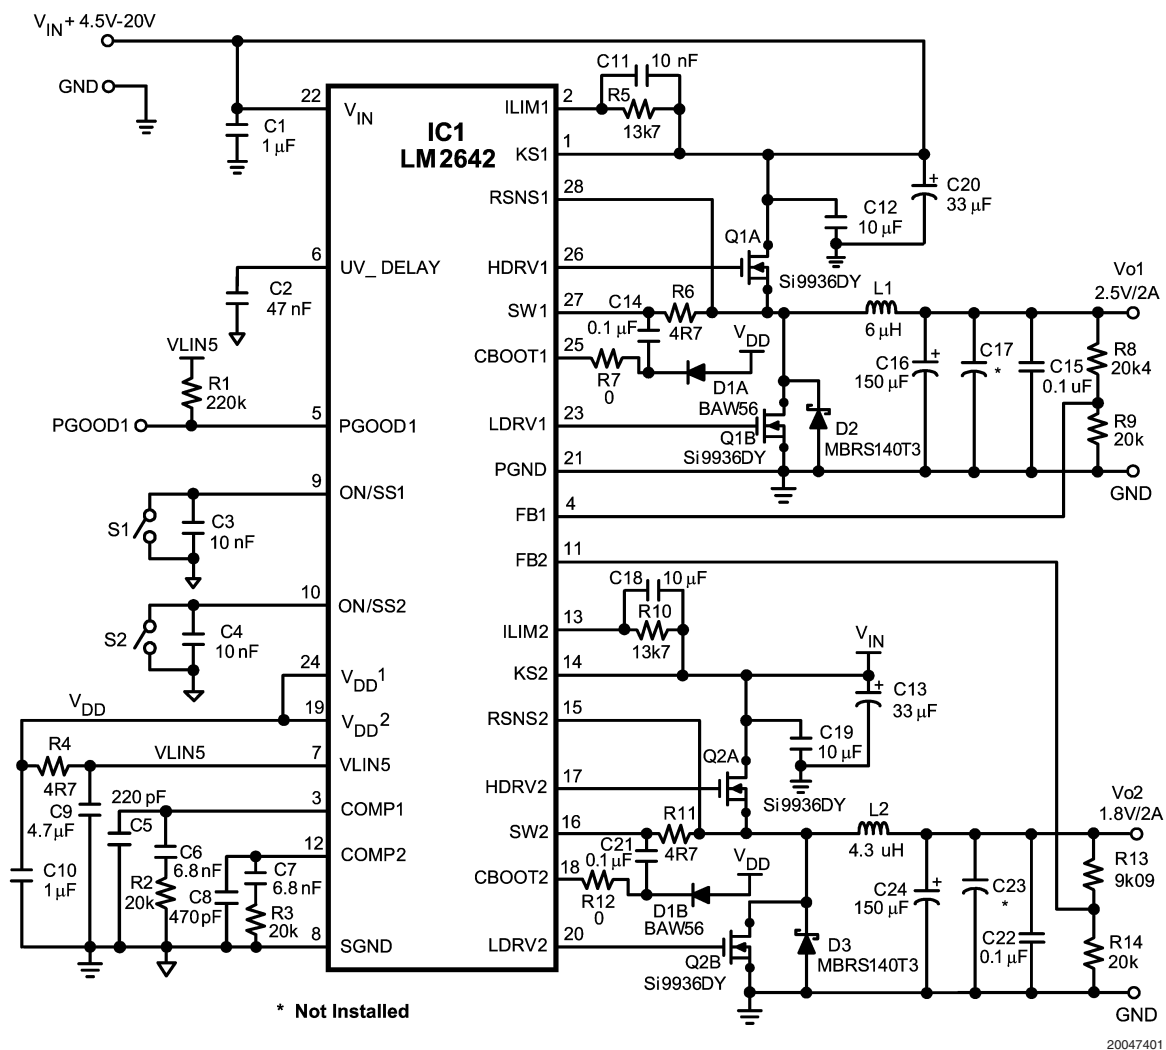 V_IN+ 4.5V-20V
GND
C1
1 µF
22
V_IN
IC1
LM2642
ILIM1
2
C11
10 nF
R5
13k7
KS1
1
RSNS1
28
C20
33 µF
C12
10 µF
Q1A
HDRV1
26
Si9936DY
6
UV_ DELAY
C2
47 nF
SW1
27
C14
0.1 µF
R6
4R7
V_DD
L1
6 µH
Vo1
2.5V/2A
CBOOT1
25
R7
0
D1A
BAW56
C16
150 µF
C17
*
C15
0.1 uF
R8
20k4
VLIN5
R1
220k
PGOOD1
5
PGOOD1
LDRV1
23
Q1B
Si9936DY
D2
MBRS140T3
R9
20k
PGND
21
GND
9
ON/SS1
S1
C3
10 nF
FB1
4
FB2
11
10
ON/SS2
S2
C4
10 nF
C18
10 µF
R10
13k7
ILIM2
13
V_IN
KS2
14
24
V_DD1
C13
33 µF
RSNS2
15
V_DD
19
V_DD2
C19
10 µF
Q2A
R4
4R7
VLIN5
7
VLIN5
HDRV2
17
Si9936DY
C9
4.7µF
220 pF
C5
3
COMP1
SW2
16
C21
0.1 µF
R11
4R7
V_DD
L2
4.3 uH
Vo2
1.8V/2A
C6
6.8 nF
12
COMP2
C7
6.8 nF
CBOOT2
18
R12
0
D1B
BAW56
C24
150 µF
C23
*
R13
9k09
C10
1µF
R2
20k
C8
470 pF
R3
20k
8
SGND
LDRV2
20
Q2B
Si9936DY
D3
MBRS140T3
C22
0.1 µF
R14
20k
GND
* Not Installed
20047401